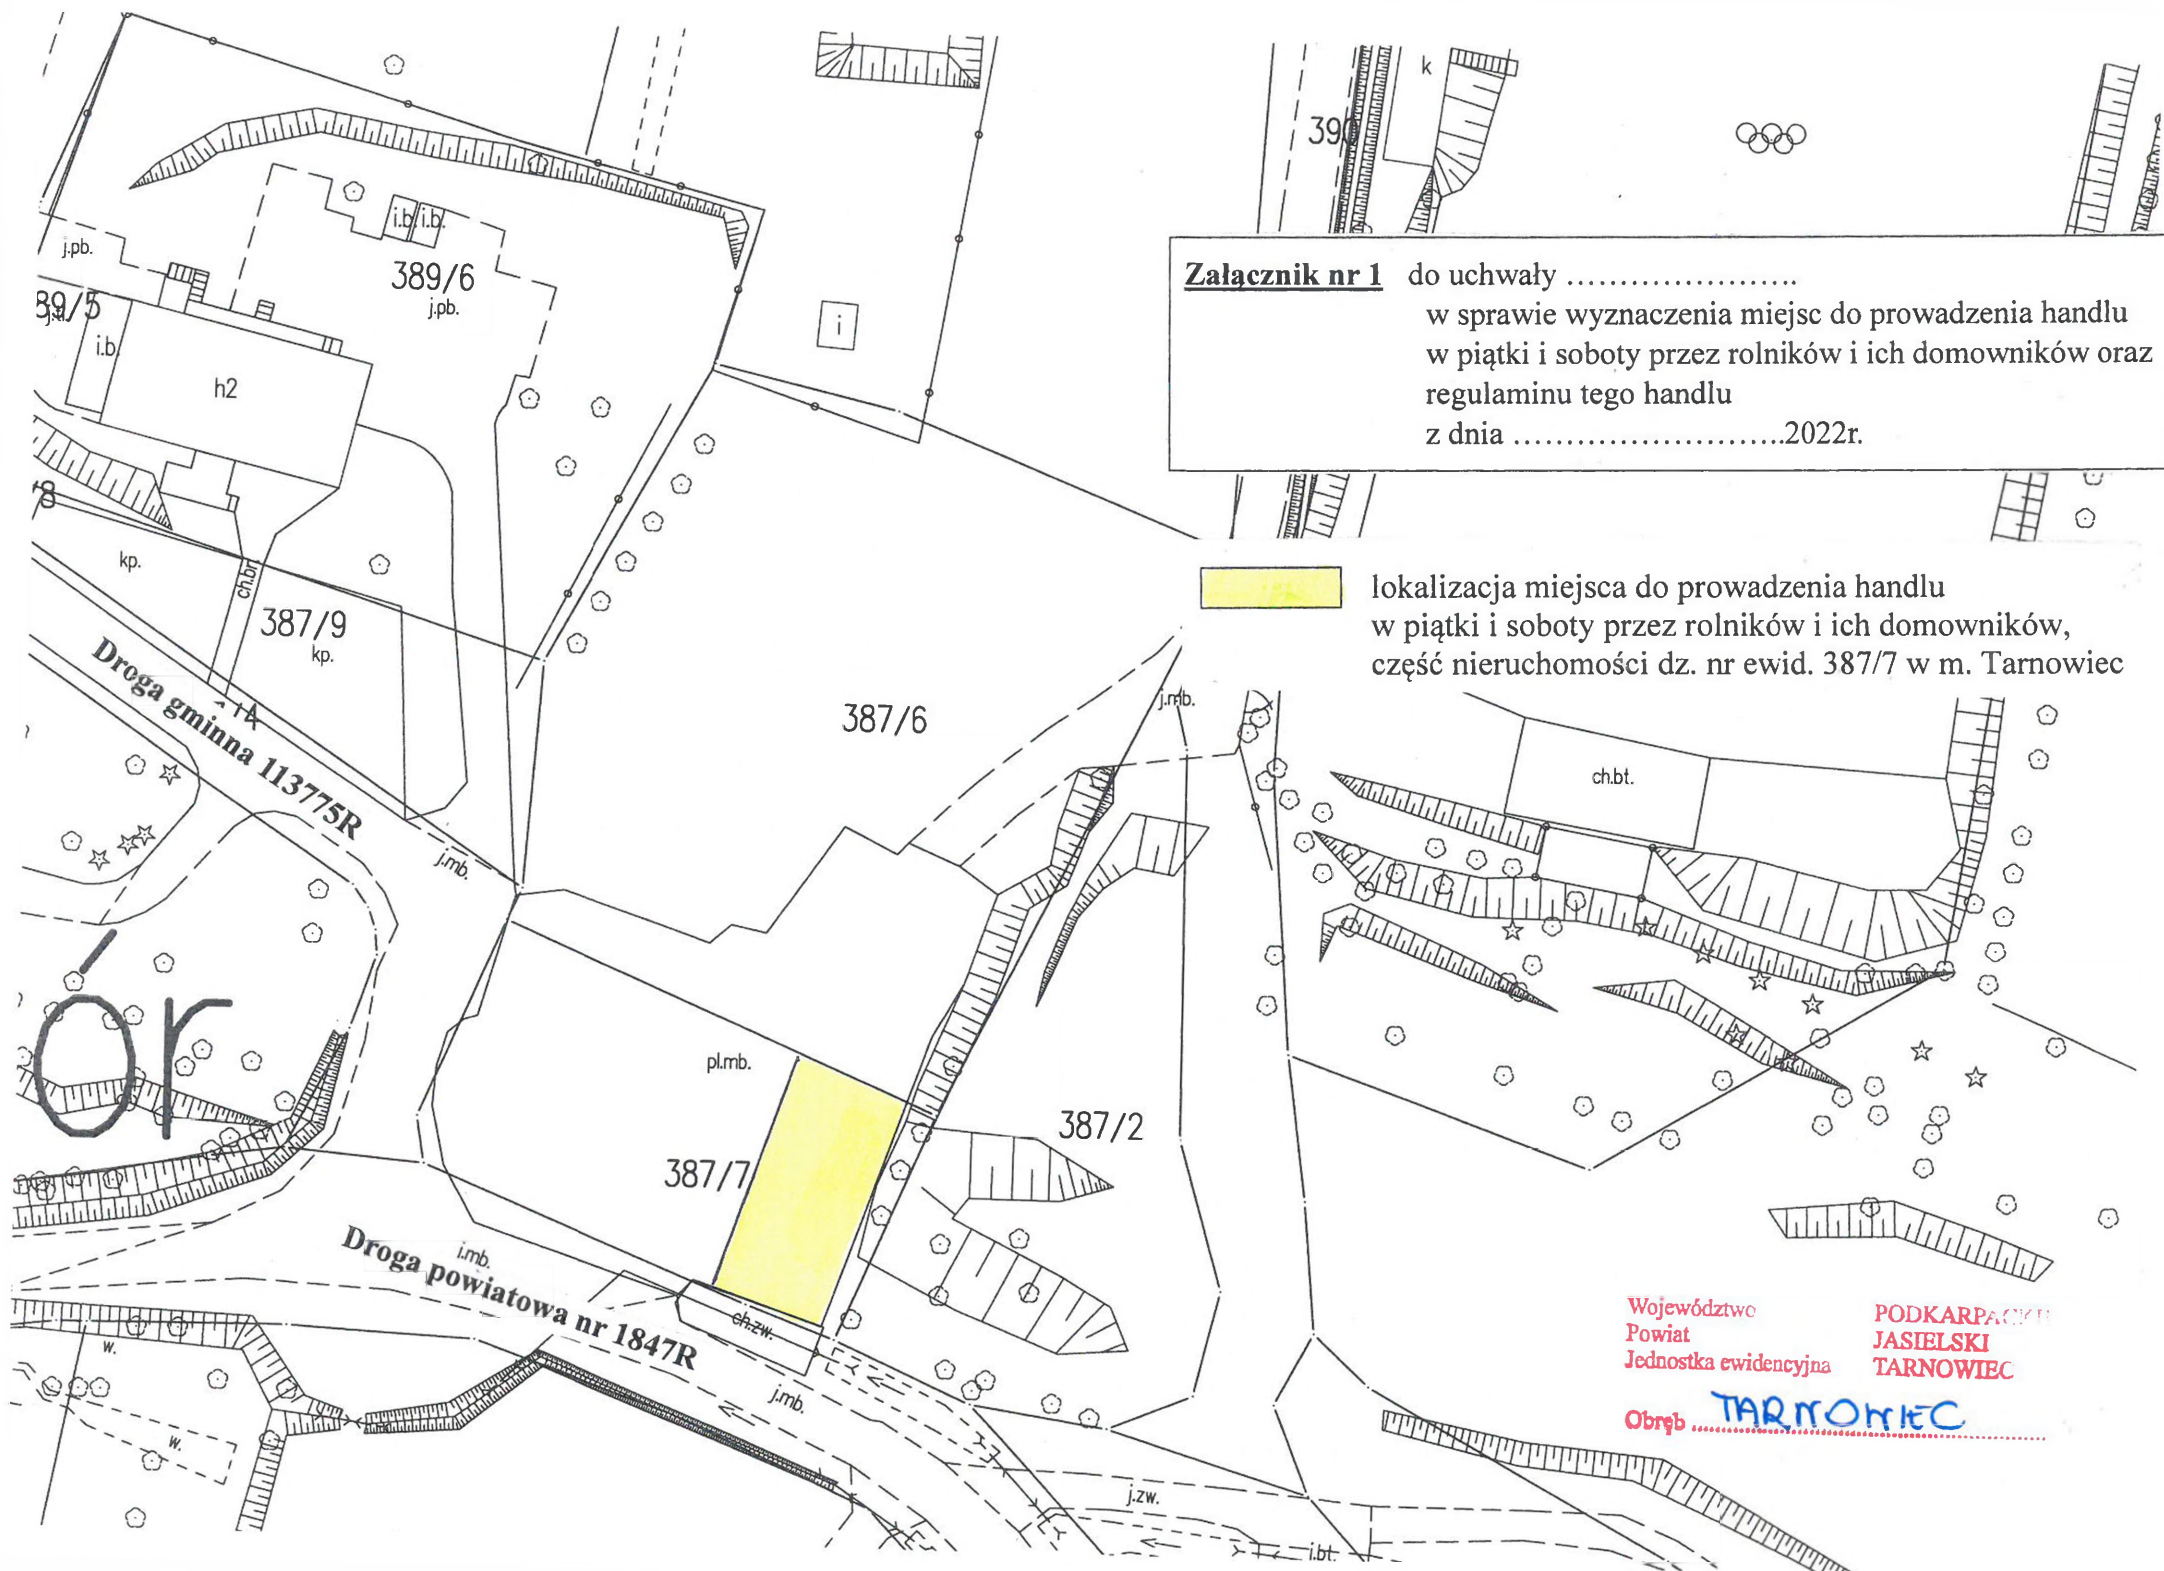 k
390
i.b.
i.b.
j.pb.
389/6
j.pb.
i
89/5
i.b.
h2
Załącznik nr 1 do uchwały ........................
w sprawie wyznaczenia miejsc do prowadzenia handlu
w piątki i soboty przez rolników i ich domowników oraz
regulaminu tego handlu
z dnia ............................2022r.
kp.
ch.br.
387/9
kp.
lokalizacja miejsca do prowadzenia handlu
w piątki i soboty przez rolników i ich domowników,
część nieruchomości dz. nr ewid. 387/7 w m. Tarnowiec
Droga gminna 113775R
387/6
j.mb.
ch.bt.
j.mb.
ór
pl.mb.
387/2
387/7
i.mb.
Droga powiatowa nr 1847R
ch.zw.
w.
j.mb.
w.
j.zw.
i.bt.
Województwo PODKARPACKIE
Powiat JASIELSKI
Jednostka ewidencyjna TARNOWIEC
Obręb TARNOWIEC